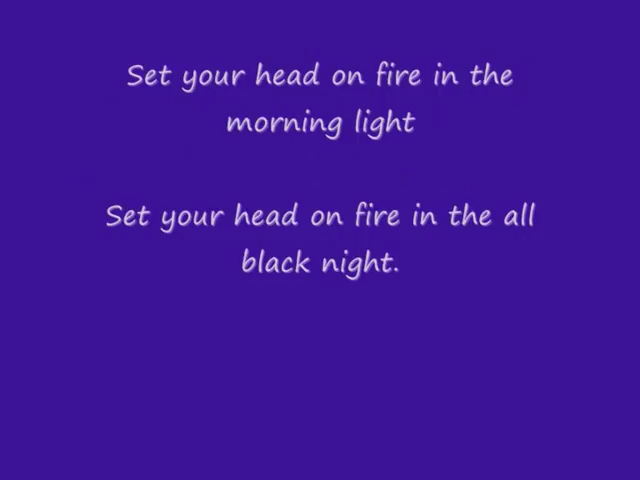 Set your head on fire in the
morning light
Set your head on fire in the all
black night.